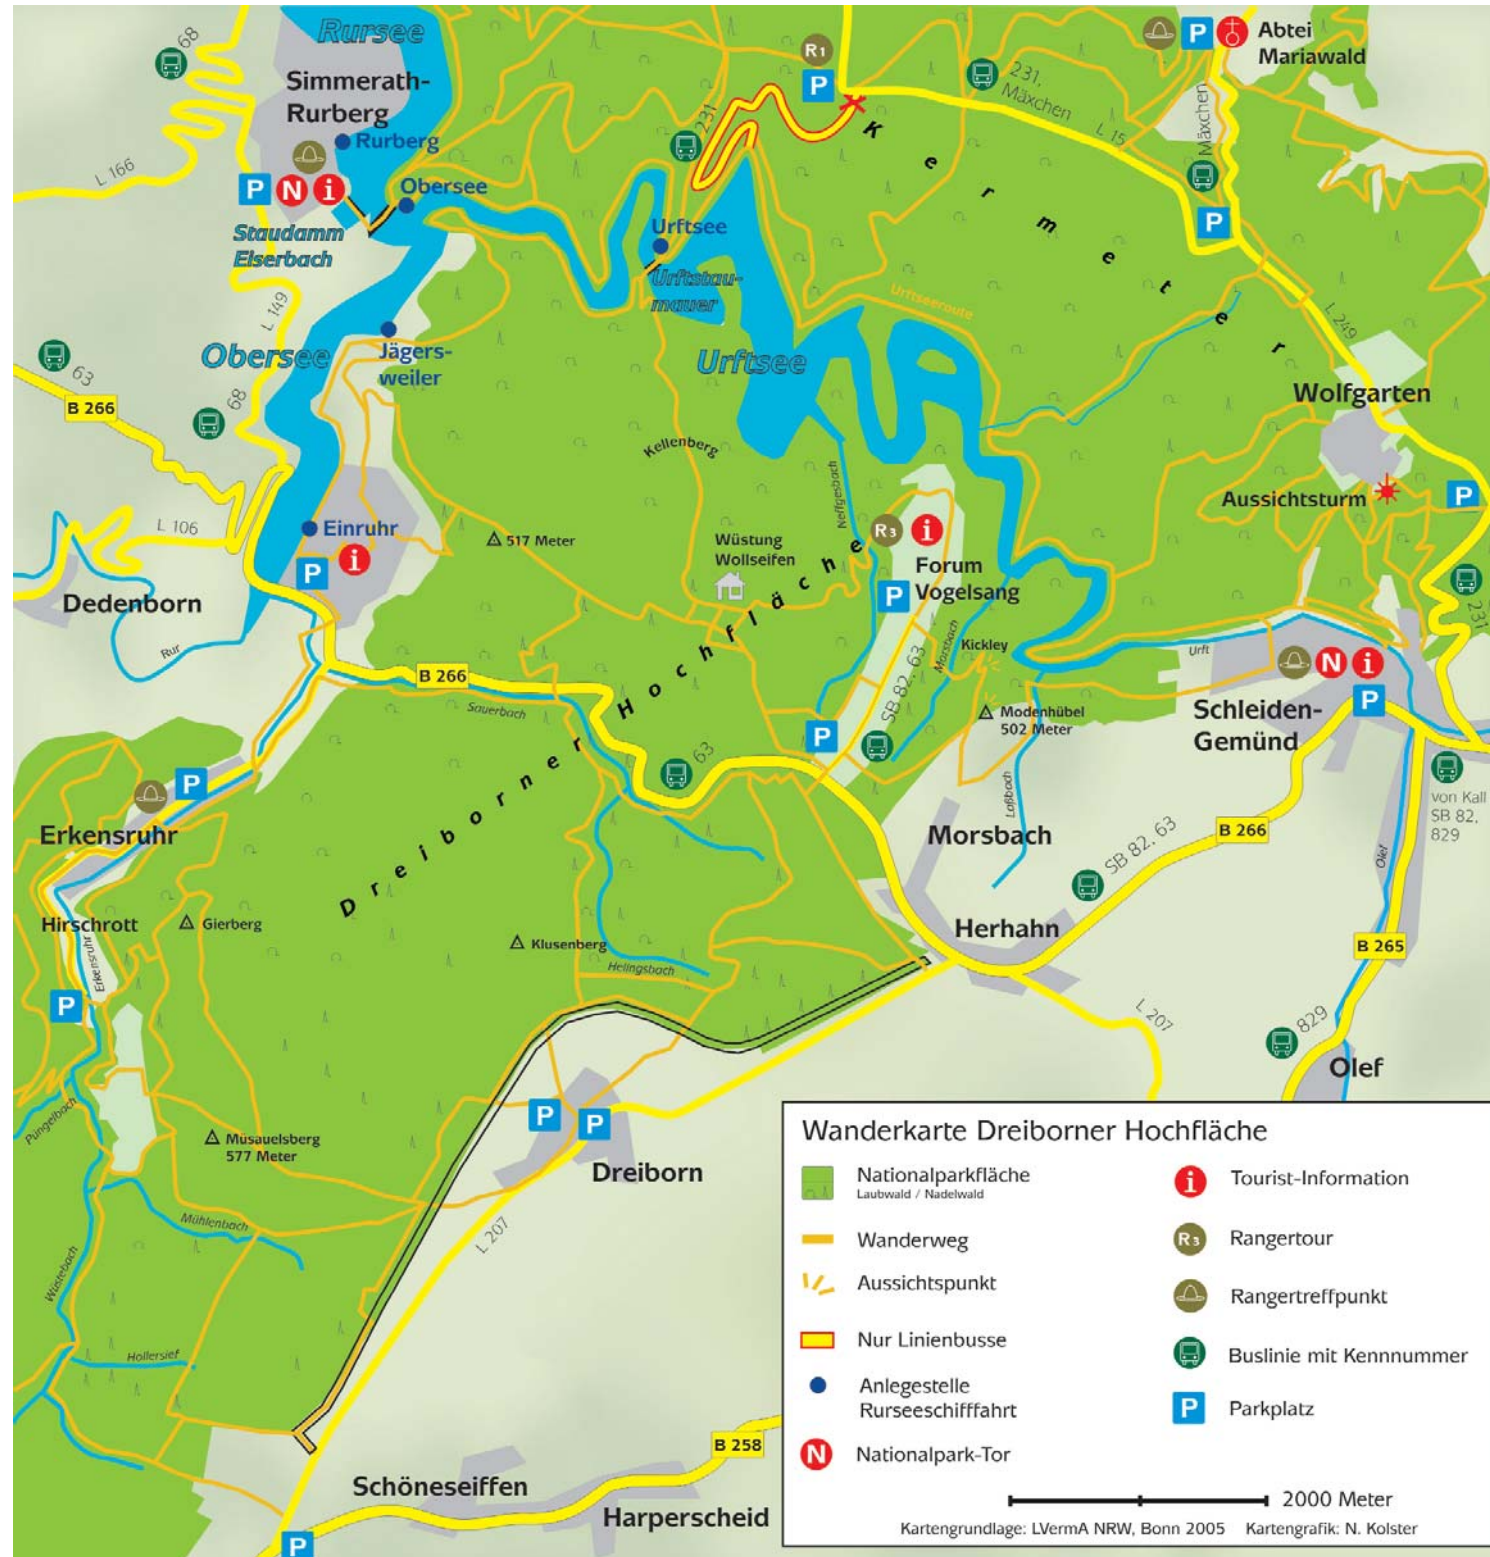 Rursee
68
Simmerath-
Rurberg
Rurberg
P
N
i
Obersee
Staudamm
Eiserbach
L 166
L 149
R1
P
231
231,
Mäxchen
L 15
P
Abtei
Mariawald
Mäxchen
P
Kermeter
Urftsee
Urftstau-
mauer
Urftseeroute
Urftsee
L 249
Obersee
Jägers-
weiler
63
B 266
68
Wolfgarten
Aussichtsturm
P
Kellenberg
Keffgesbach
L 106
Einruhr
i
P
517 Meter
Wüstung
Wollseifen
R3
i
Forum
Vogelsang
P
Dedenborn
Rur
231
Morsbach
Kickley
Urft
N
i
P
Schleiden-
Gemünd
B 266
Sauerbach
Dreiborner Hochfläche
SB 82, 63
Modenhübel
502 Meter
P
63
P
Erkensruhr
Laßbach
Morsbach
SB 82, 63
B 266
von Kall
SB 82,
829
Olef
Hirschrott
Gierberg
Erkensruhr
Klusenberg
Helingsbach
Herhahn
B 265
P
L 207
829
Olef
Püngelbach
Müsauelsberg
577 Meter
P
P
Dreiborn
Mühlenbach
L 207
Wüstebach
Hollersief
B 258
Schöneseiffen
Harperscheid
P
Wanderkarte Dreiborner Hochfläche
Nationalparkfläche
Laubwald / Nadelwald
Wanderweg
Aussichtspunkt
Nur Linienbusse
Anlegestelle
Rurseeschifffahrt
N Nationalpark-Tor
i Tourist-Information
R3 Rangertour
Rangertreffpunkt
Buslinie mit Kennnummer
P Parkplatz
2000 Meter
Kartengrundlage: LVermA NRW, Bonn 2005 Kartengrafik: N. Kolster